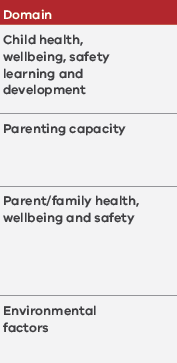 Domain
Child health,
wellbeing, safety
learning and
development
Parenting capacity
Parent/family health,
wellbeing and safety
Environmental
factors